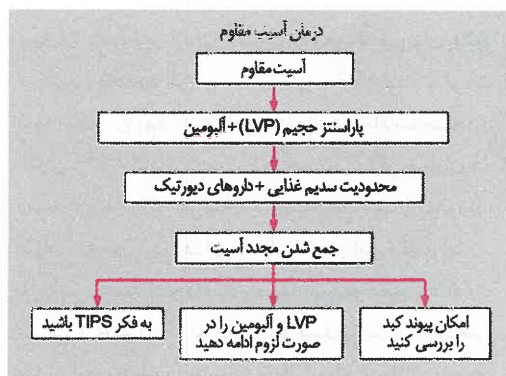 درمان آسیت مقاوم
آسیت مقاوم
پاراسنتز حجیم (LVP) + آلبومین
محدودیت سدیم غذایی + داروهای دیورتیک
جمع شدن مجدد آسیت
امکان پیوند کبد
را بررسی کنید
LVP و آلبومین را در
صورت لزوم ادامه دهید
به فکر TIPS باشید